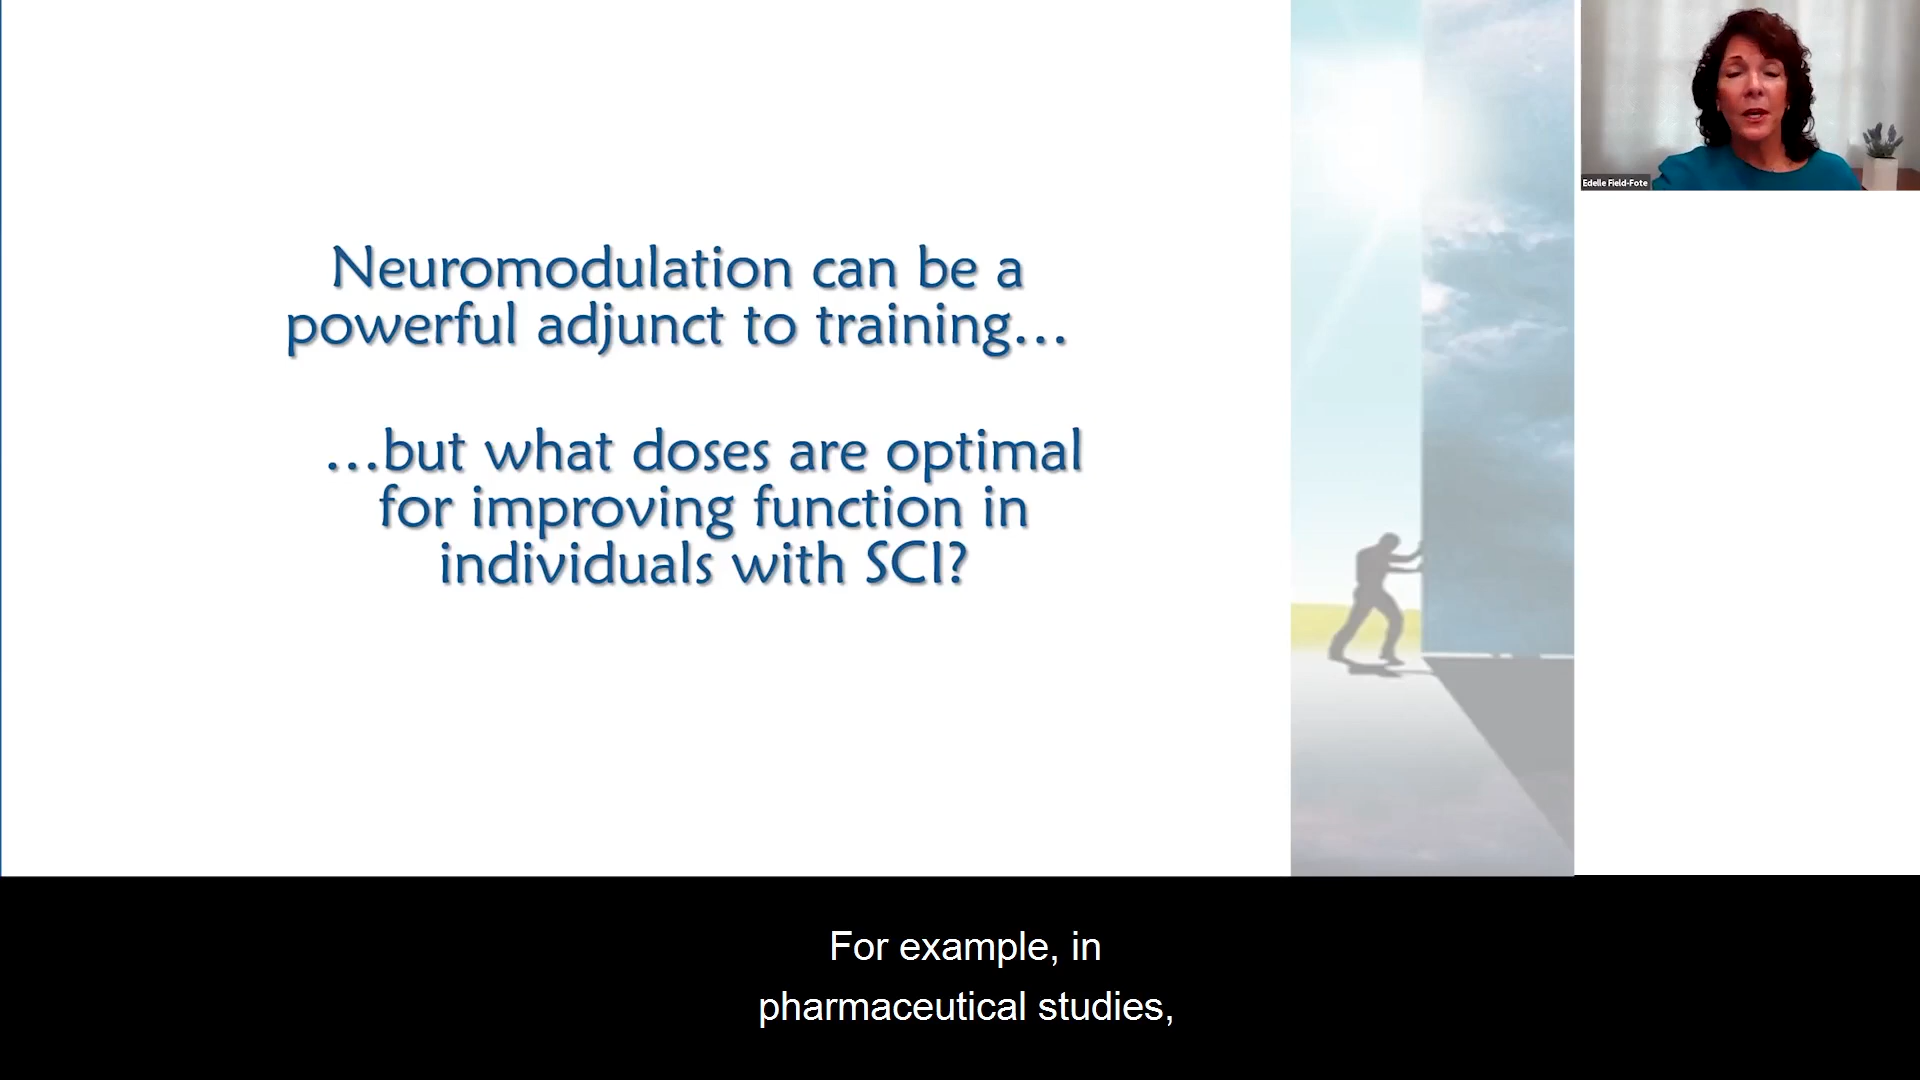 Neuromodulation can be a
powerful adjunct to training...
...but what doses are optimal
for improving function in
individuals with SCI?
Edelle Field-Fote
For example, in
pharmaceutical studies,